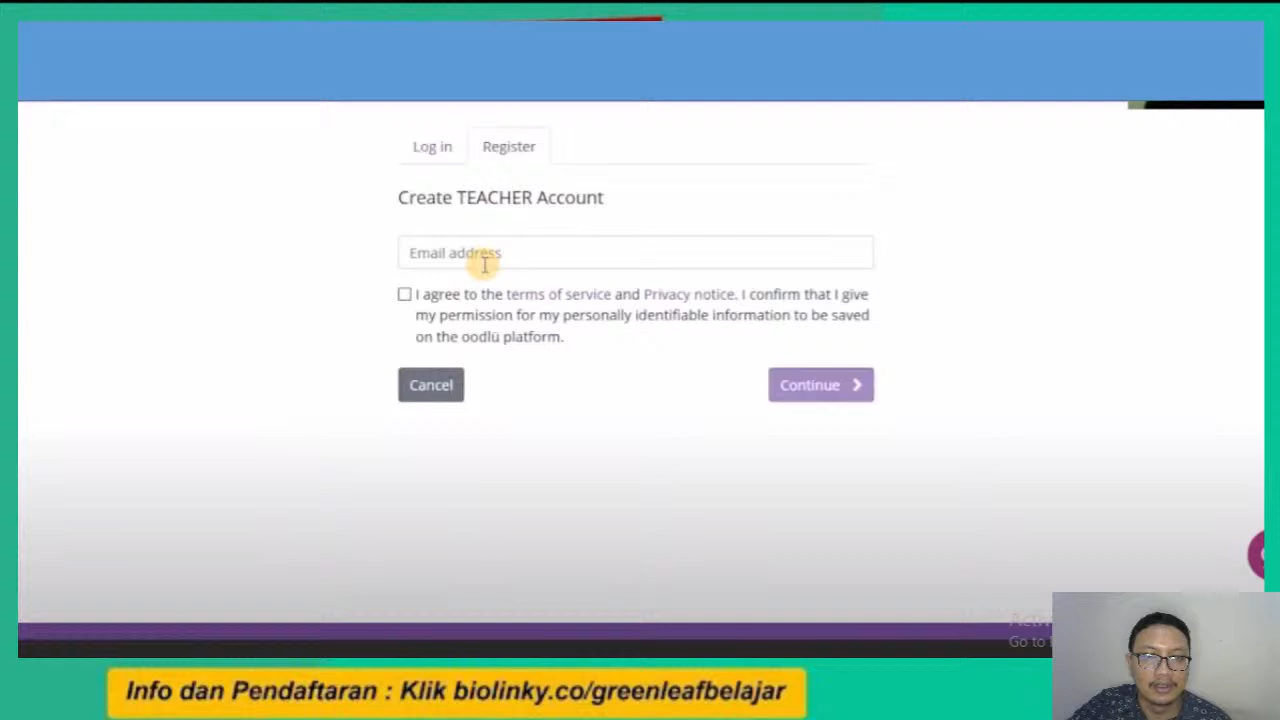 Log in
Register
Create TEACHER Account
Email address
I agree to the terms of service and Privacy notice. I confirm that I give
my permission for my personally identifiable information to be saved
on the oodlü platform.
Cancel
Continue
Go to
Info dan Pendaftaran : Klik biolinky.co/greenleafbelajar